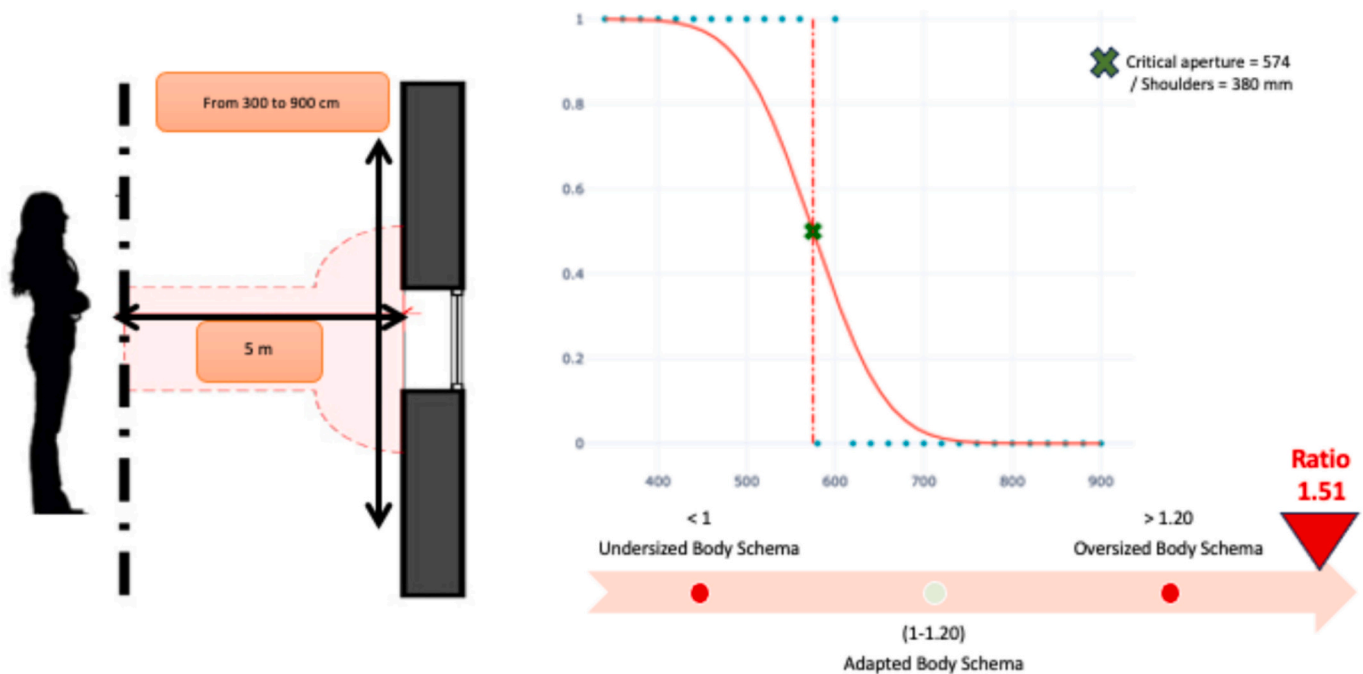 From 300 to 900 cm
5 m
1
0.8
0.6
0.4
0.2
0
400 500 600 700 800 900
Critical aperture = 574
/ Shoulders = 380 mm
Ratio
1.51
< 1
Undersized Body Schema
> 1.20
Oversized Body Schema
(1-1.20)
Adapted Body Schema